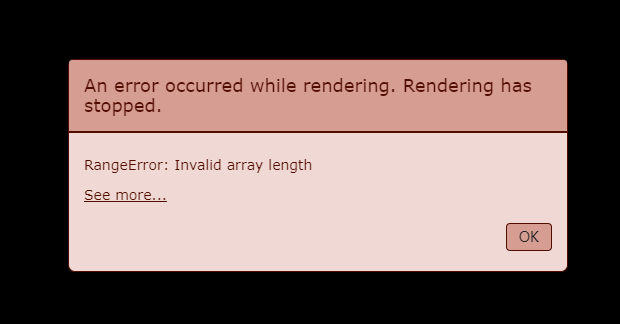 An error occurred while rendering. Rendering has
stopped.
RangeError: Invalid array length
See more...
OK